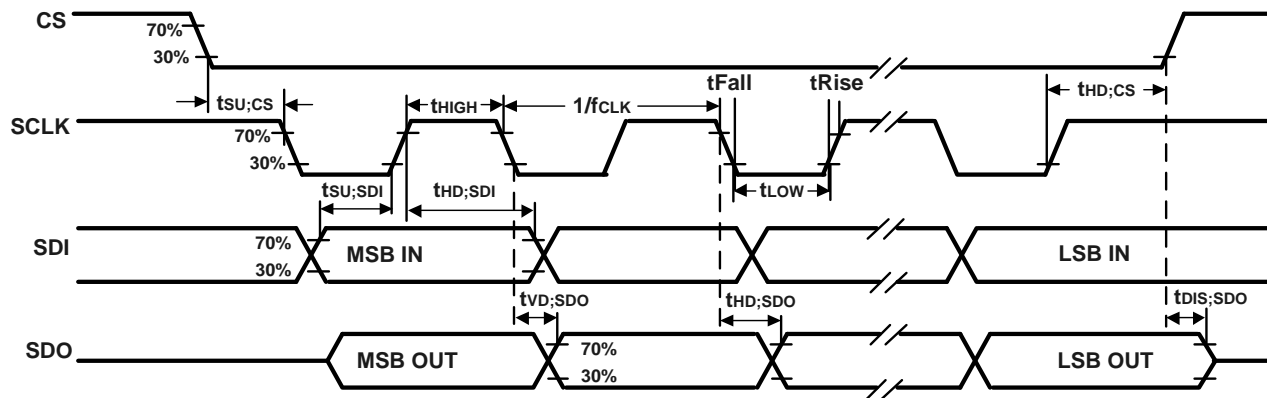 CS
70%
30%
tSU;CS
tHIGH
1/fCLK
tFall
tRise
tHD;CS
SCLK
70%
30%
tSU;SDI
tHD;SDI
tLOW
SDI
70%
30%
MSB IN
LSB IN
tVD;SDO
tHD;SDO
tDIS;SDO
SDO
MSB OUT
70%
30%
LSB OUT